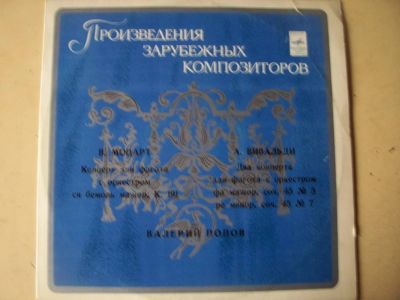 Произведения
зарубежных
композиторов
В. МОЦАРТ
Концерт для фагота
с оркестром
си бемоль мажор, К. 191
А. ВИВАЛЬДИ
Два концерта
для фагота с оркестром
фа мажор, соч. 45 № 3
ре минор, соч. 45 № 7
ВАЛЕРИЙ ПОПОВ